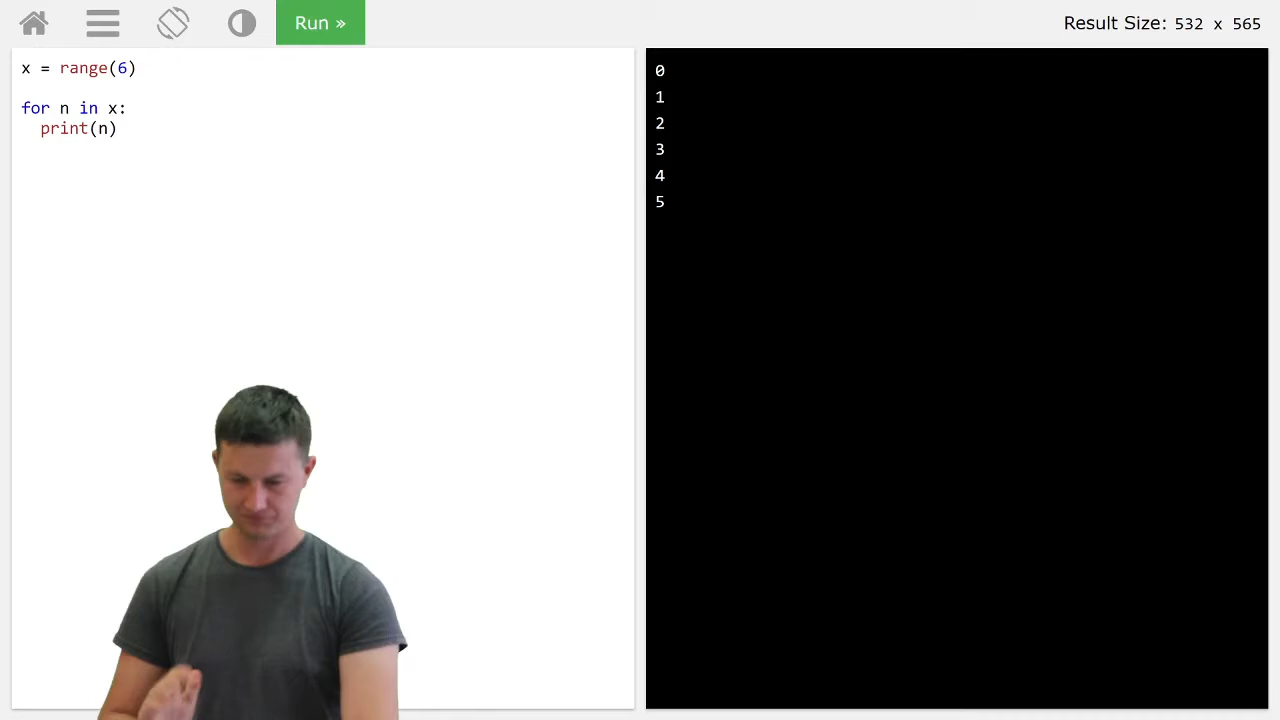 Run »
Result Size: 532 x 565
x = range(6)
for n in x:
  print(n)
0
1
2
3
4
5